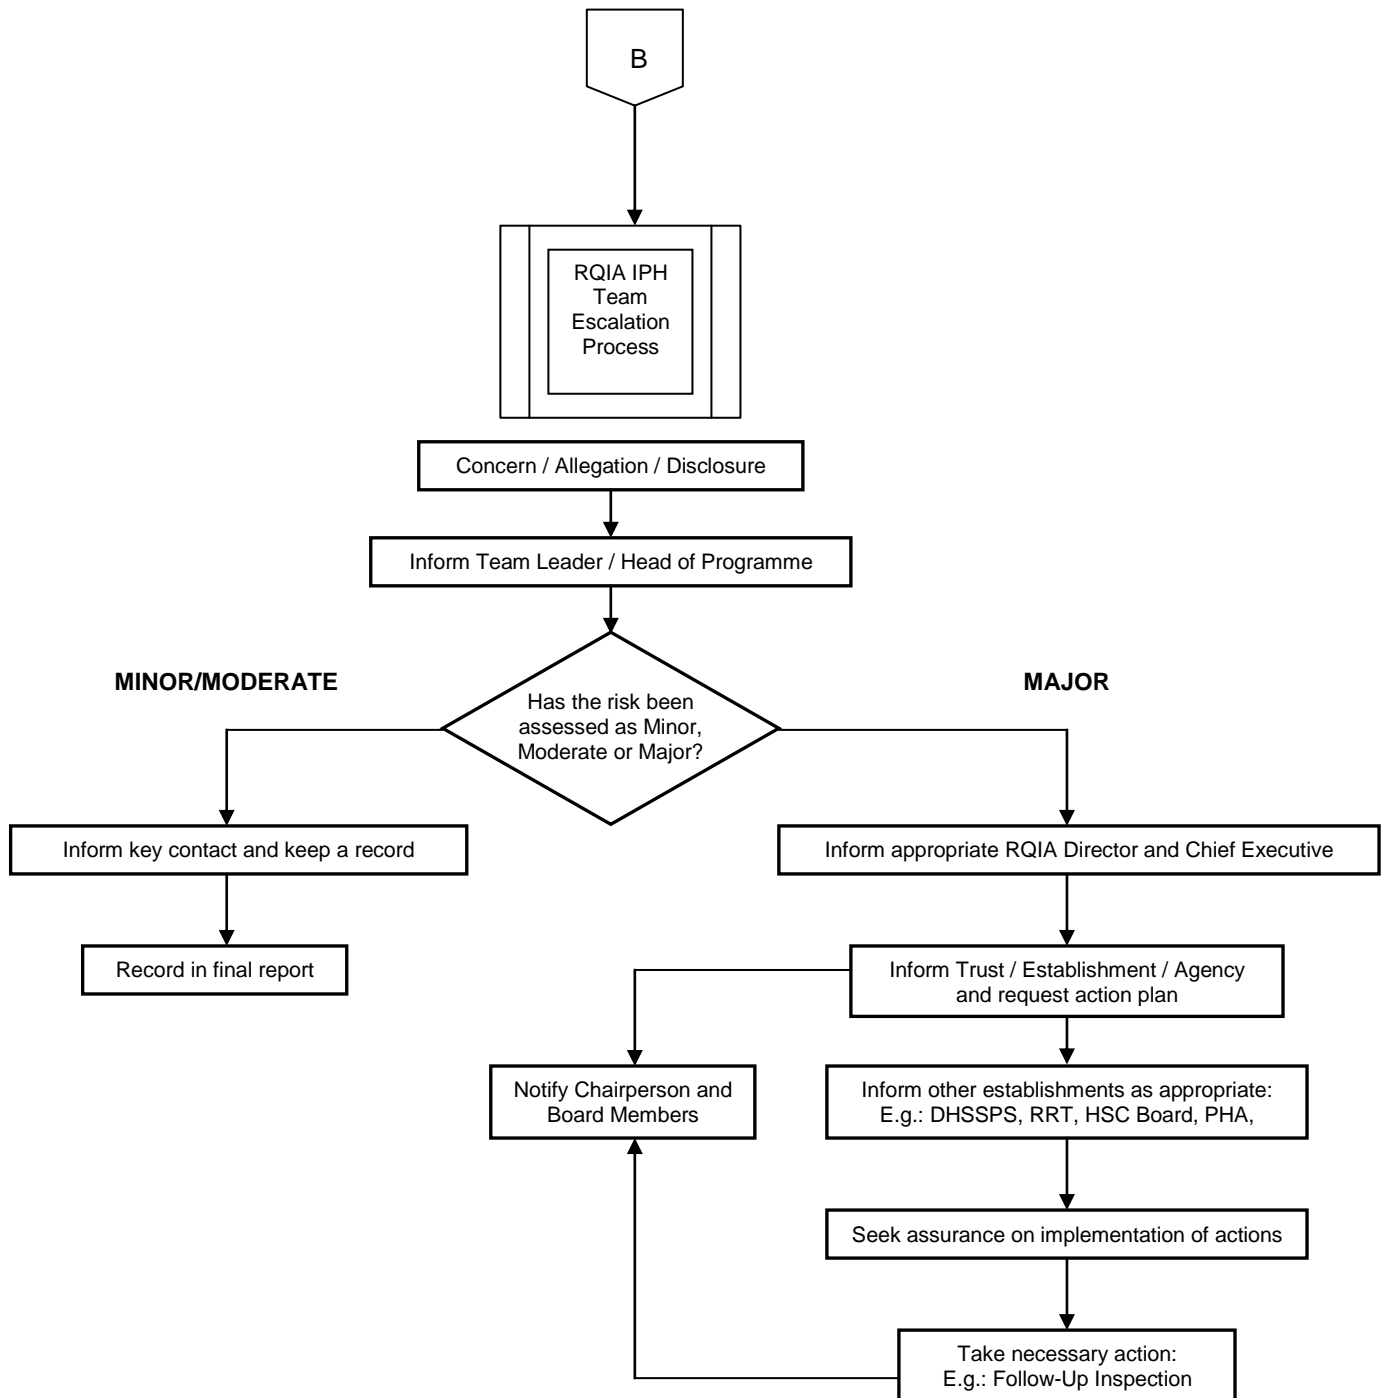 B
RQIA IPH
Team
Escalation
Process
Concern / Allegation / Disclosure
Inform Team Leader / Head of Programme
MINOR/MODERATE
MAJOR
Has the risk been
assessed as Minor,
Moderate or Major?
Inform key contact and keep a record
Inform appropriate RQIA Director and Chief Executive
Record in final report
Inform Trust / Establishment / Agency
and request action plan
Notify Chairperson and
Board Members
Inform other establishments as appropriate:
E.g.: DHSSPS, RRT, HSC Board, PHA,
Seek assurance on implementation of actions
Take necessary action:
E.g.: Follow-Up Inspection